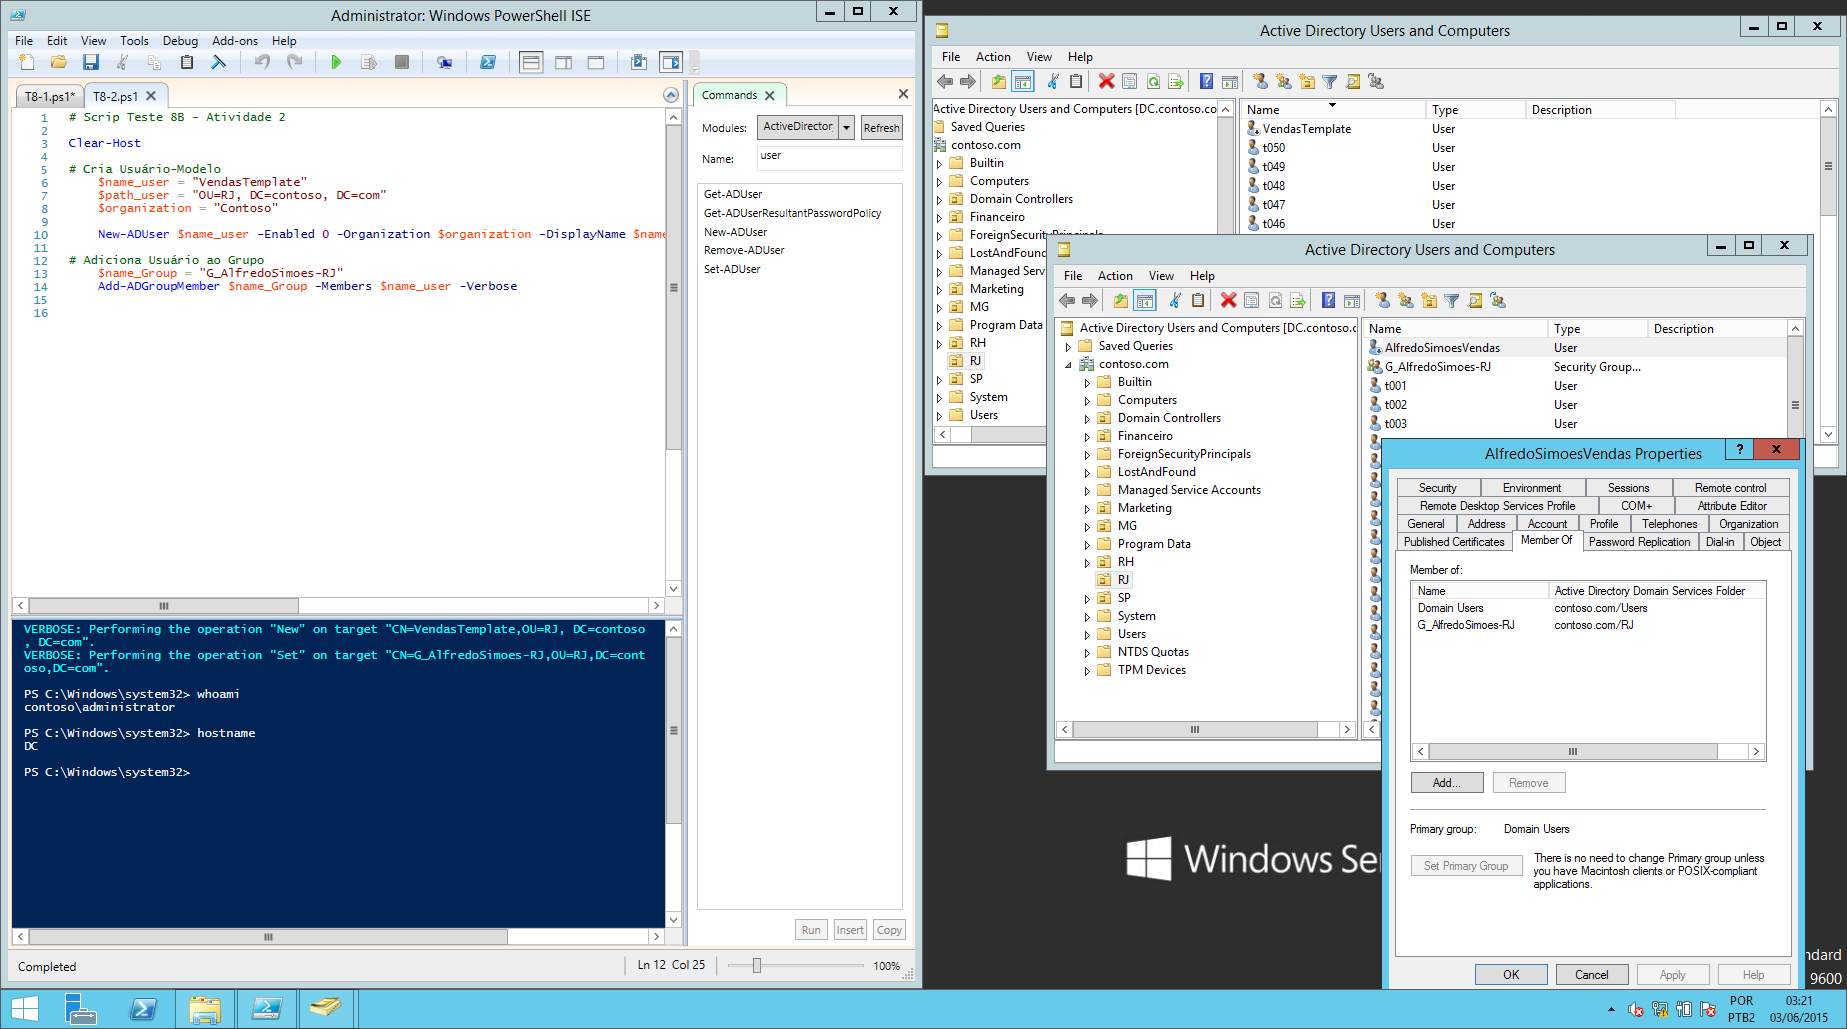 Administrator: Windows PowerShell ISE
File Edit View Tools Debug Add-ons Help
T8-1.ps1*
T8-2.ps1
1 # Scrip Teste 8B - Atividade 2
2
3 Clear-Host
4
5 # Cria Usuário-Modelo
6 $name_user = "VendasTemplate"
7 $path_user = "OU=RJ, DC=contoso, DC=com"
8 $organization = "Contoso"
9
10 New-ADUser $name_user -Enabled 0 -Organization $organization -DisplayName $name
11
12 # Adiciona Usuário ao Grupo
13 $name_Group = "G_AlfredoSimoes-RJ"
14 Add-ADGroupMember $name_Group -Members $name_user -Verbose
15
16
VERBOSE: Performing the operation "New" on target "CN=VendasTemplate,OU=RJ, DC=contoso
, DC=com".
VERBOSE: Performing the operation "Set" on target "CN=G_AlfredoSimoes-RJ,OU=RJ,DC=cont
oso,DC=com".
PS C:\Windows\system32> whoami
contoso\administrator
PS C:\Windows\system32> hostname
DC
PS C:\Windows\system32>
Completed
Ln 12 Col 25
100%
Commands
Modules: ActiveDirector Refresh
Name: user
Get-ADUser
Get-ADUserResultantPasswordPolicy
New-ADUser
Remove-ADUser
Set-ADUser
Run Insert Copy
Active Directory Users and Computers
File Action View Help
Active Directory Users and Computers [DC.contoso.co
Saved Queries
contoso.com
Builtin
Computers
Domain Controllers
Financeiro
ForeignSecurityPrincipals
LostAndFound
Managed Serv
Marketing
MG
Program Data
RH
RJ
SP
System
Users
Name Type Description
VendasTemplate User
t050 User
t049 User
t048 User
t047 User
t046 User
Active Directory Users and Computers
File Action View Help
Active Directory Users and Computers [DC.contoso.c
Saved Queries
contoso.com
Builtin
Computers
Domain Controllers
Financeiro
ForeignSecurityPrincipals
LostAndFound
Managed Service Accounts
Marketing
MG
Program Data
RH
RJ
SP
System
Users
NTDS Quotas
TPM Devices
Name Type Description
AlfredoSimoesVendas User
G_AlfredoSimoes-RJ Security Group...
t001 User
t002 User
t003 User
AlfredoSimoesVendas Properties
Security Environment Sessions Remote control
Remote Desktop Services Profile COM+ Attribute Editor
General Address Account Profile Telephones Organization
Published Certificates Member Of Password Replication Dial-in Object
Member of:
Name Active Directory Domain Services Folder
Domain Users contoso.com/Users
G_AlfredoSimoes-RJ contoso.com/RJ
Add... Remove
Primary group: Domain Users
Set Primary Group
There is no need to change Primary group unless
you have Macintosh clients or POSIX-compliant
applications.
OK Cancel Apply Help
Windows Se
ndard
9600
POR
PTB2
03:21
03/06/2015